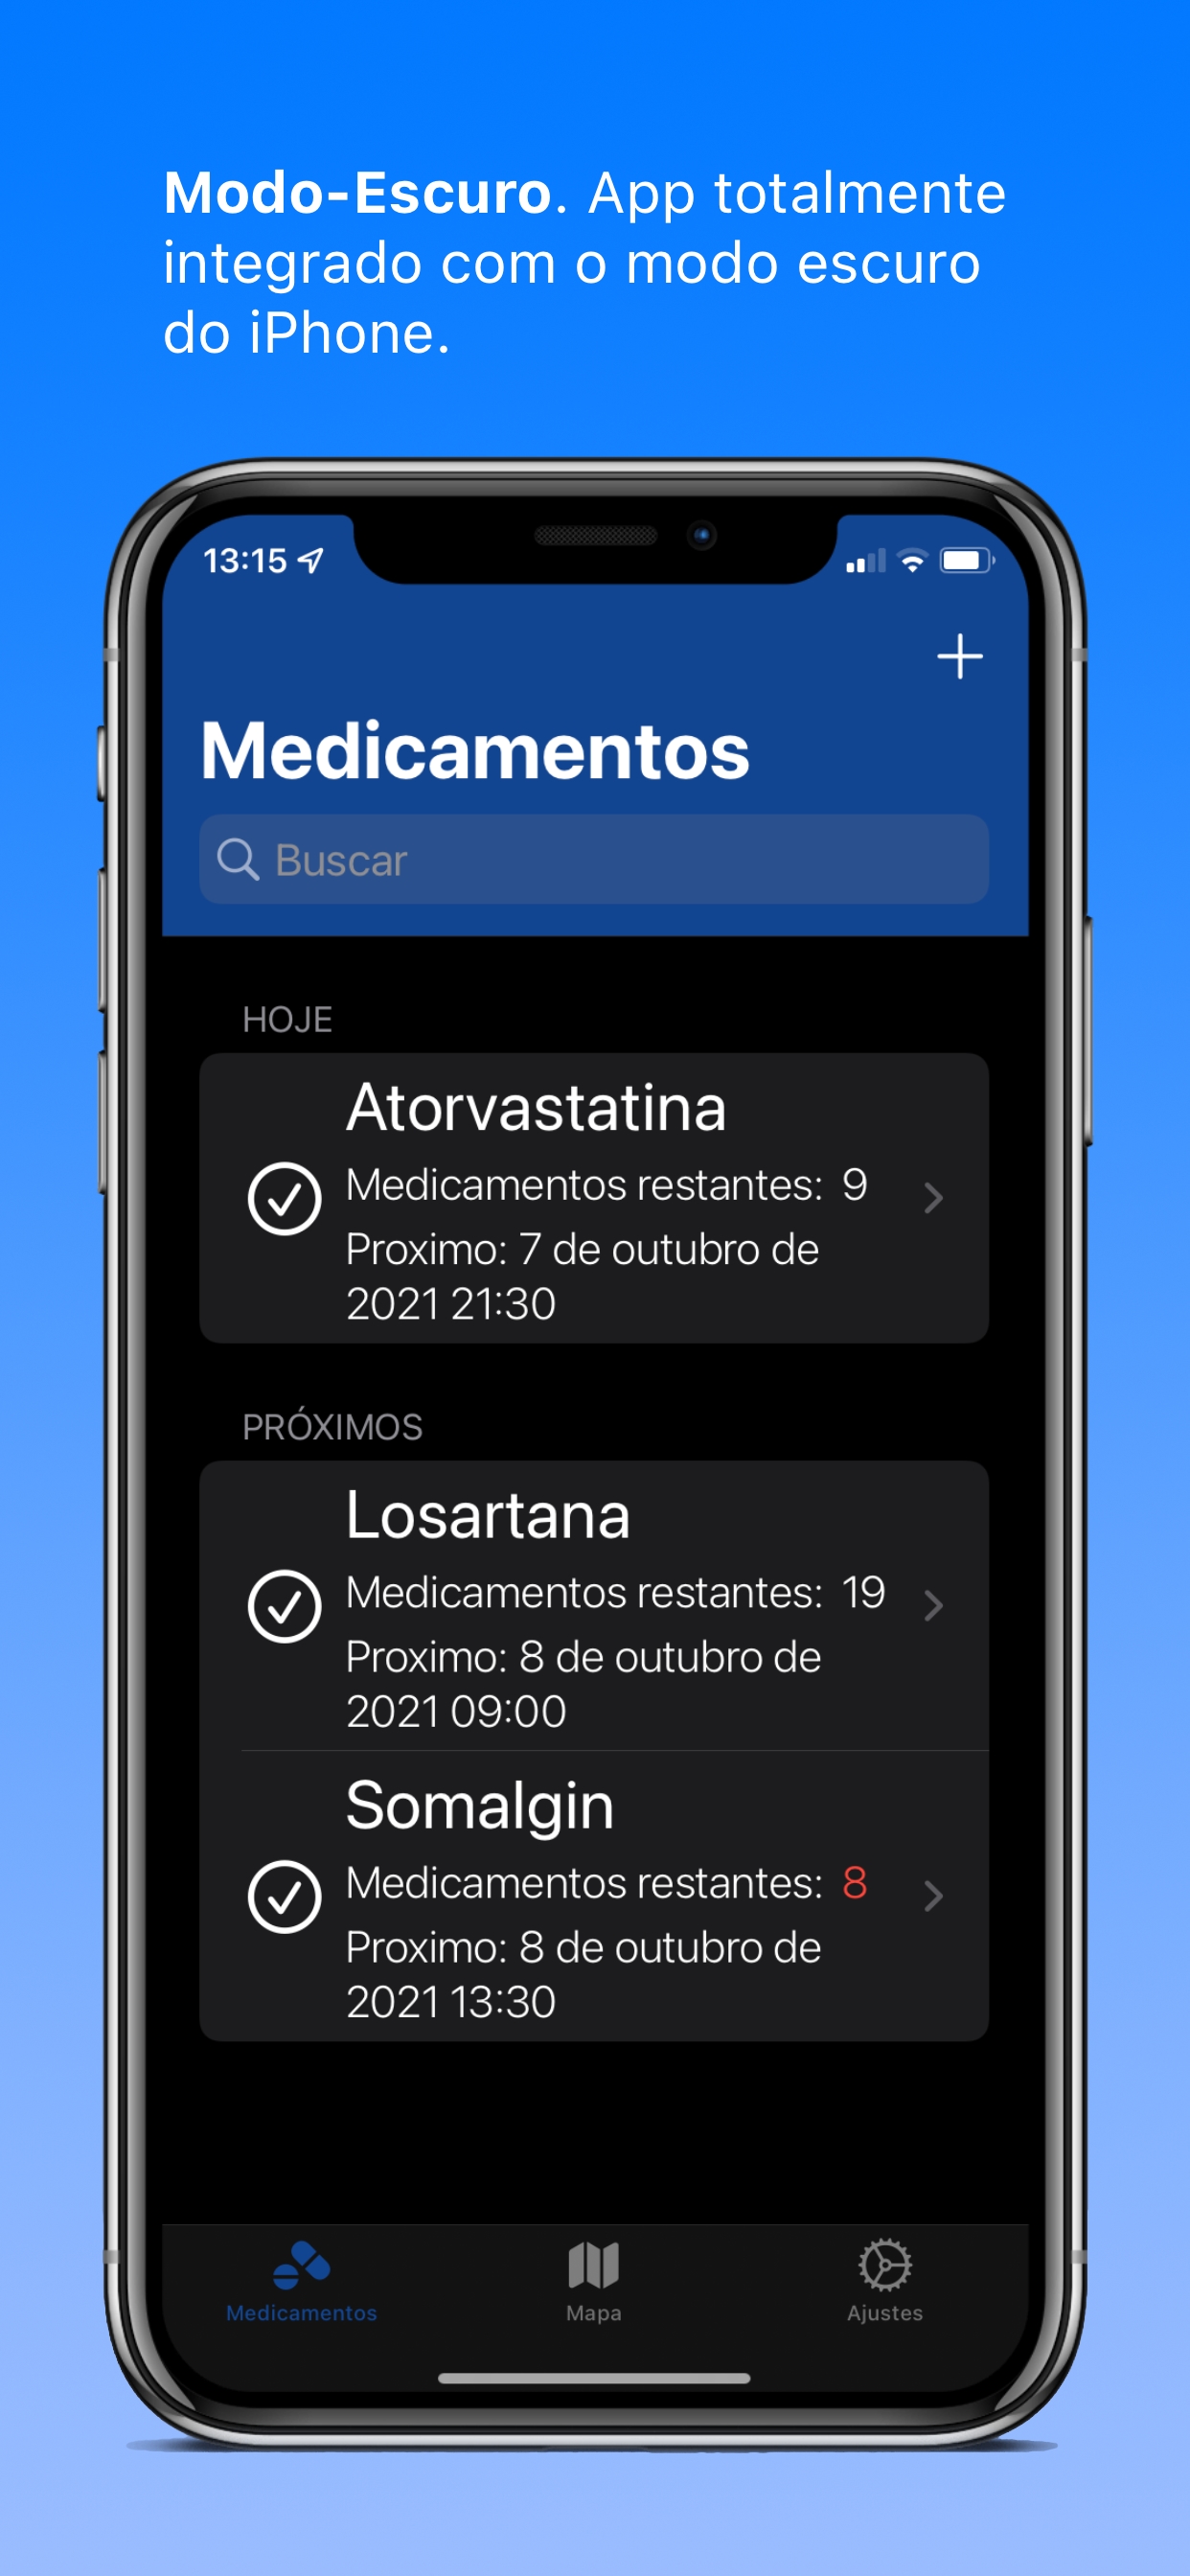 Modo-Escuro. App totalmente
integrado com o modo escuro
do iPhone.
13:15
Medicamentos
Buscar
HOJE
Atorvastatina
Medicamentos restantes: 9
Proximo: 7 de outubro de
2021 21:30
PRÓXIMOS
Losartana
Medicamentos restantes: 19
Proximo: 8 de outubro de
2021 09:00
Somalgin
Medicamentos restantes: 8
Proximo: 8 de outubro de
2021 13:30
Medicamentos
Mapa
Ajustes